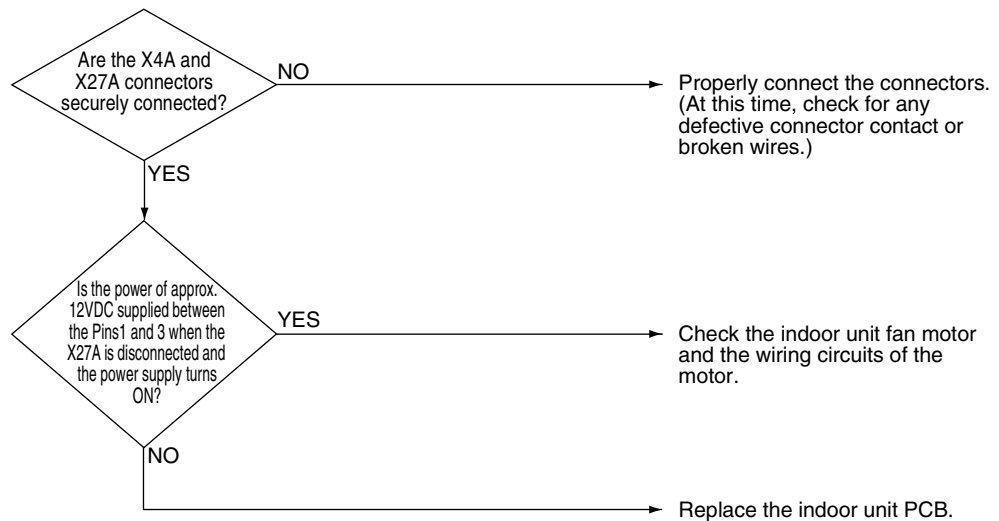 Are the X4A and
X27A connectors
securely connected?
NO
Properly connect the connectors.
(At this time, check for any
defective connector contact or
broken wires.)
YES
Is the power of approx.
12VDC supplied between
the Pins1 and 3 when the
X27A is disconnected and
the power supply turns
ON?
YES
Check the indoor unit fan motor
and the wiring circuits of the
motor.
NO
Replace the indoor unit PCB.